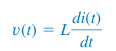 v(t) = L di(t)/dt